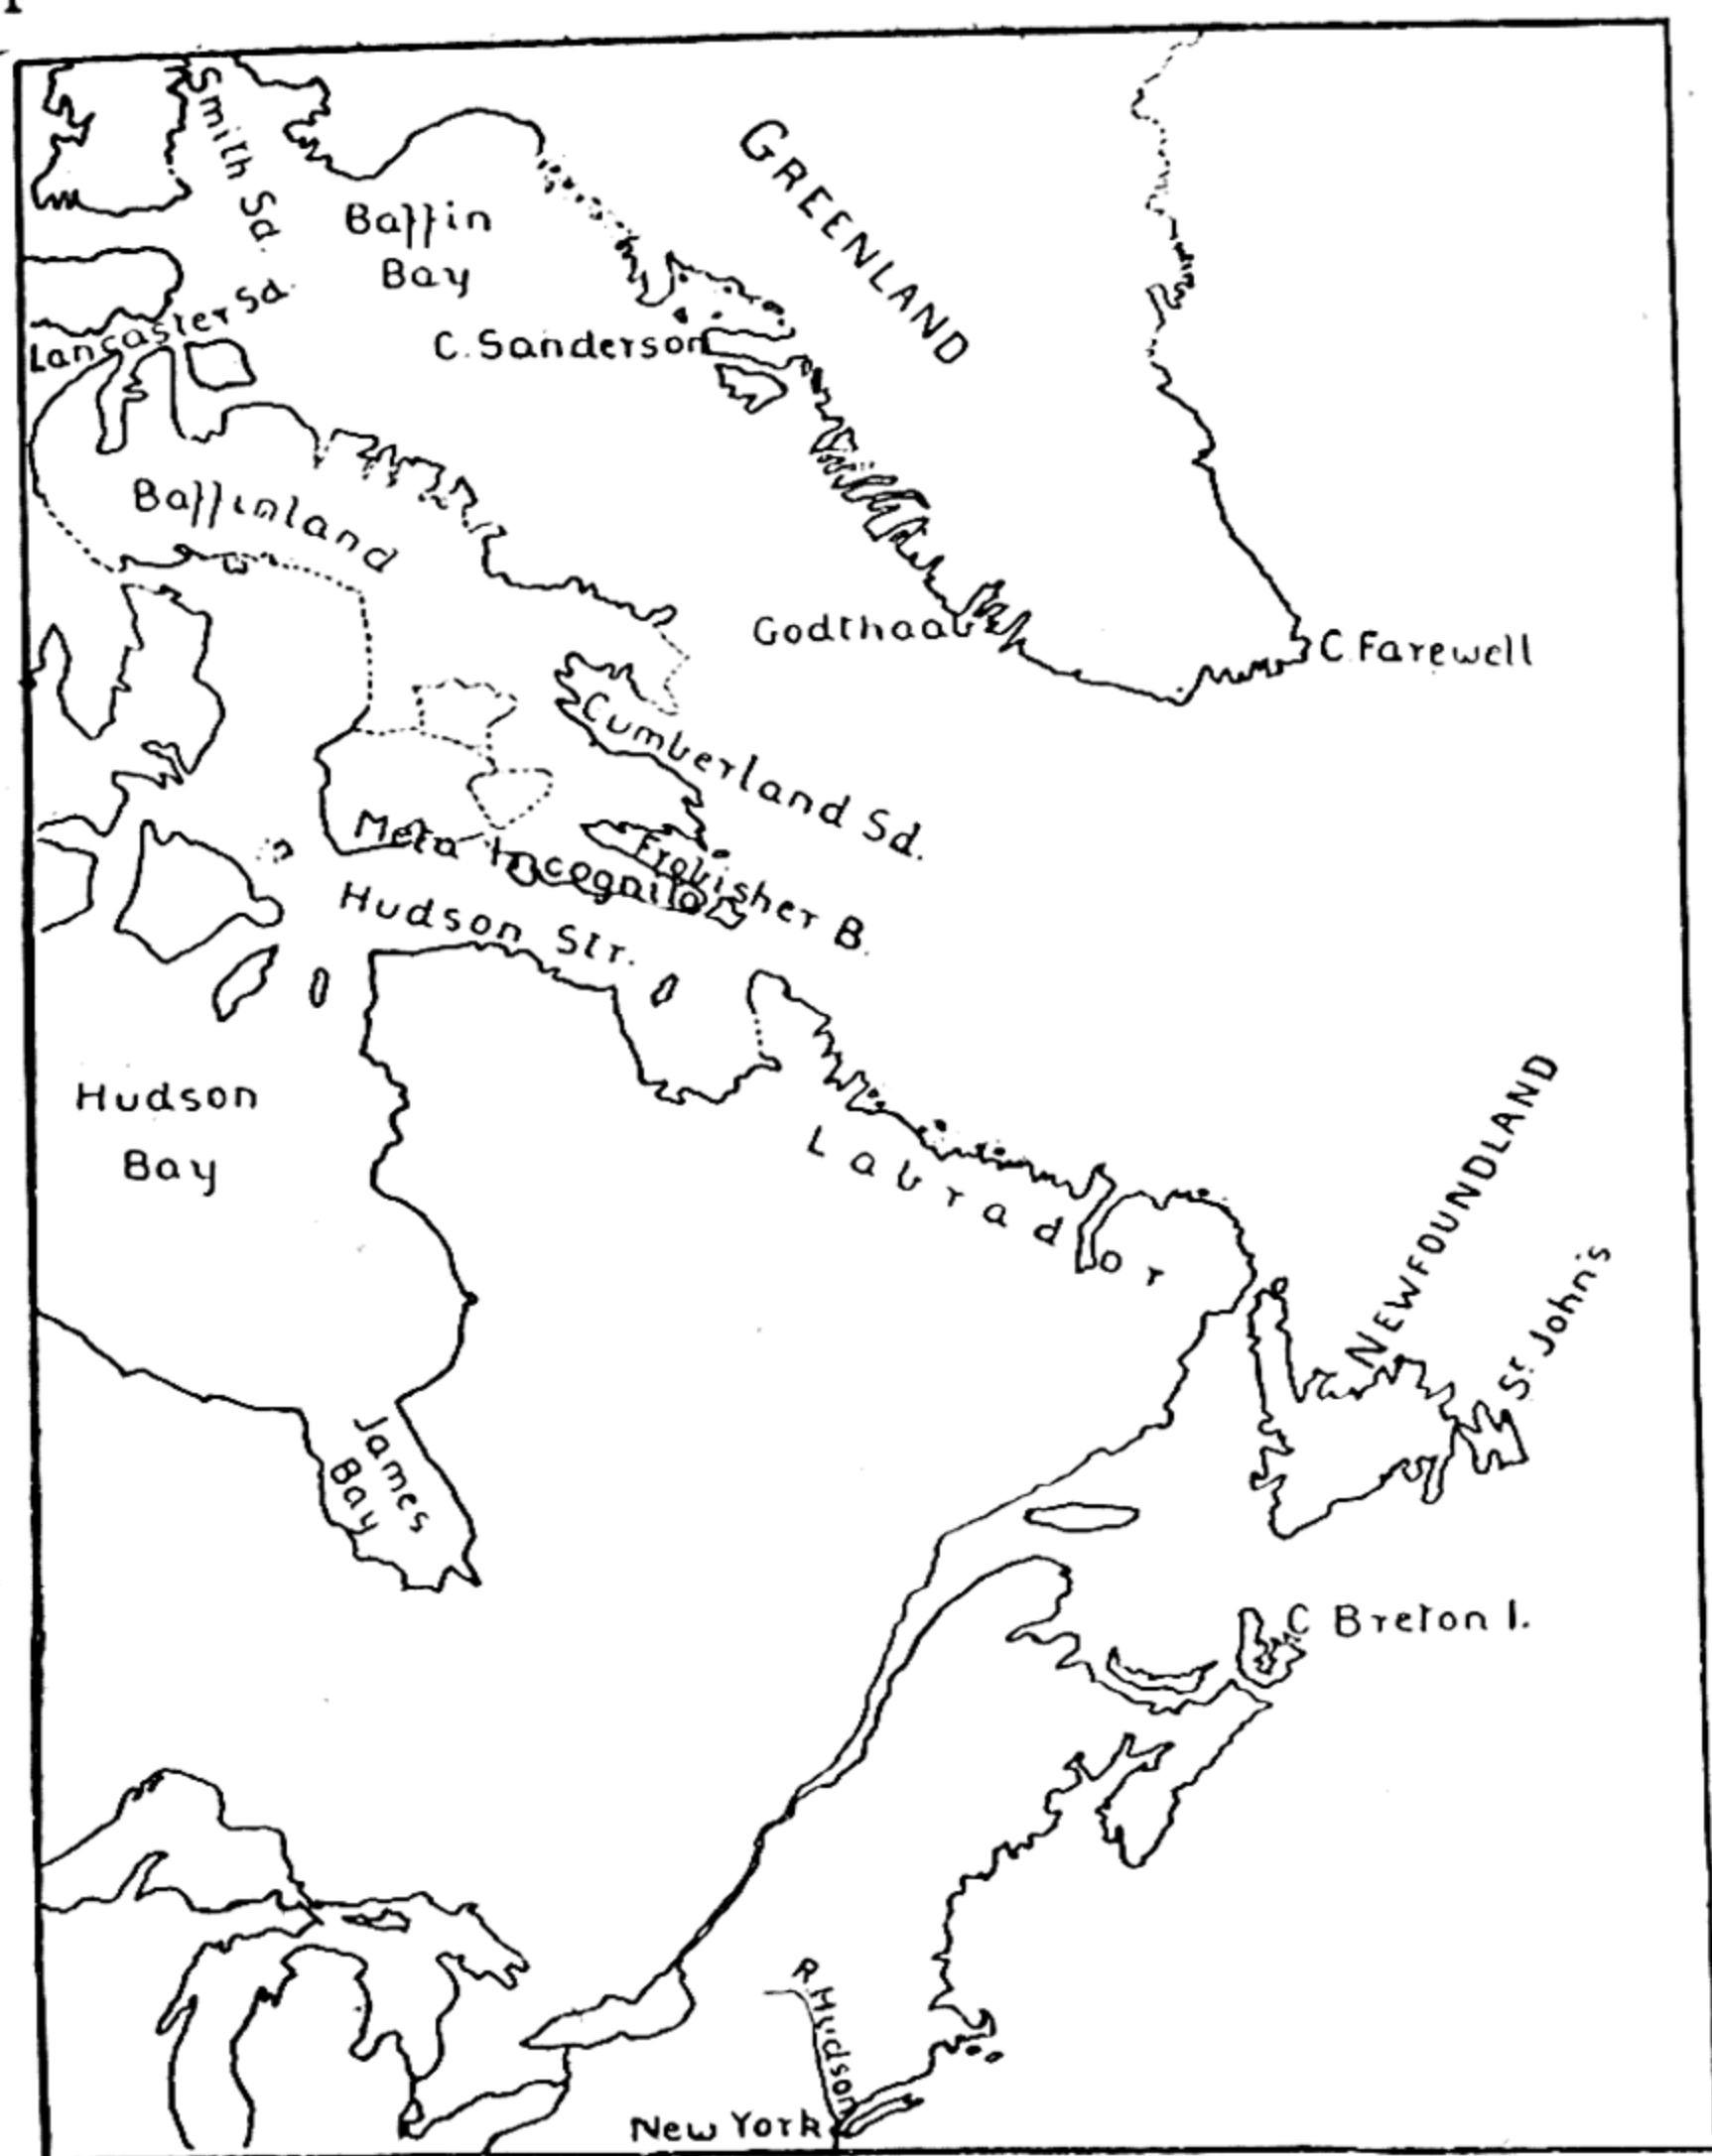 Smith Sd.
GREENLAND
Baffin
Bay
Lancaster Sd.
C. Sanderson
Baffinland
Godthaab
C. Farewell
Cumberland Sd.
Meta Incognita
Frobisher B.
Hudson Str.
Hudson
Bay
Labrador
NEWFOUNDLAND
St. John's
James
Bay
C Breton I.
R Hudson
New York